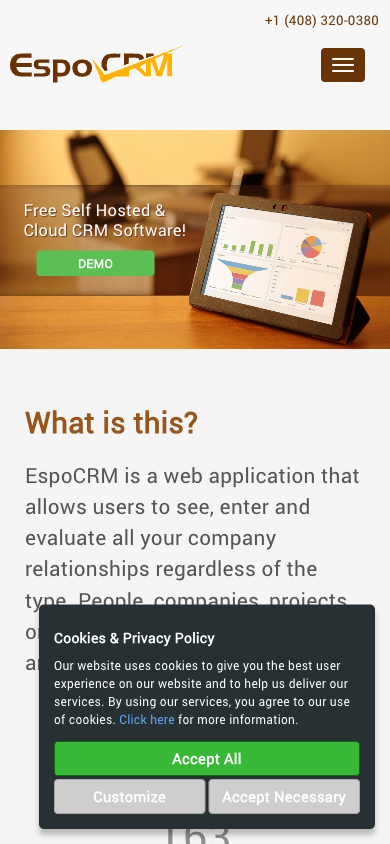 +1 (408) 320-0380
EspoCRM
Free Self Hosted &
Cloud CRM Software!
DEMO
What is this?
EspoCRM is a web application that
allows users to see, enter and
evaluate all your company
relationships regardless of the
type. People, companies, projects
Cookies & Privacy Policy
Our website uses cookies to give you the best user
experience on our website and to help us deliver our
services. By using our services, you agree to our use
of cookies. Click here for more information.
Accept All
Customize Accept Necessary
163